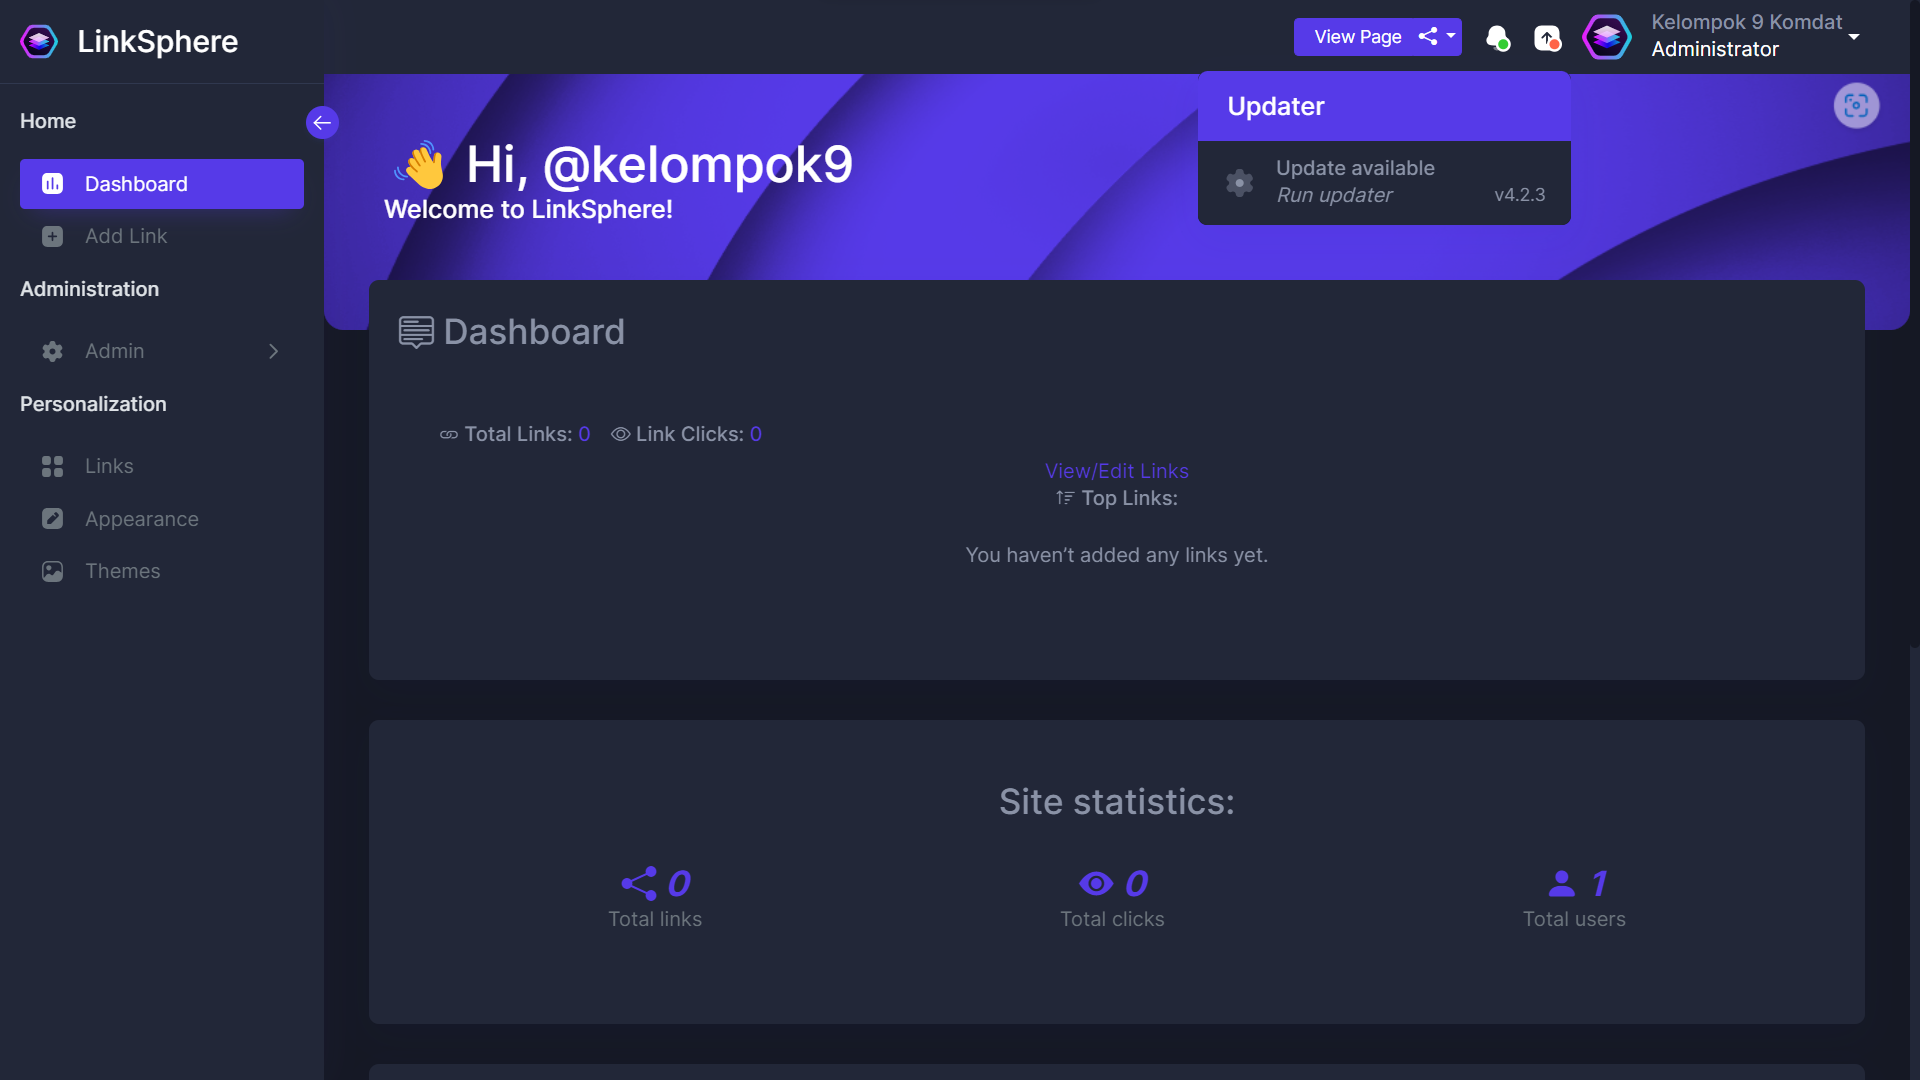 LinkSphere
View Page
Kelompok 9 Komdat
Administrator
Home
Dashboard
Add Link
Administration
Admin
Personalization
Links
Appearance
Themes
Hi, @kelompok9
Welcome to LinkSphere!
Updater
Update available
Run updater
v4.2.3
Dashboard
Total Links: 0 Link Clicks: 0
View/Edit Links
Top Links:
You haven’t added any links yet.
Site statistics:
0
Total links
0
Total clicks
1
Total users